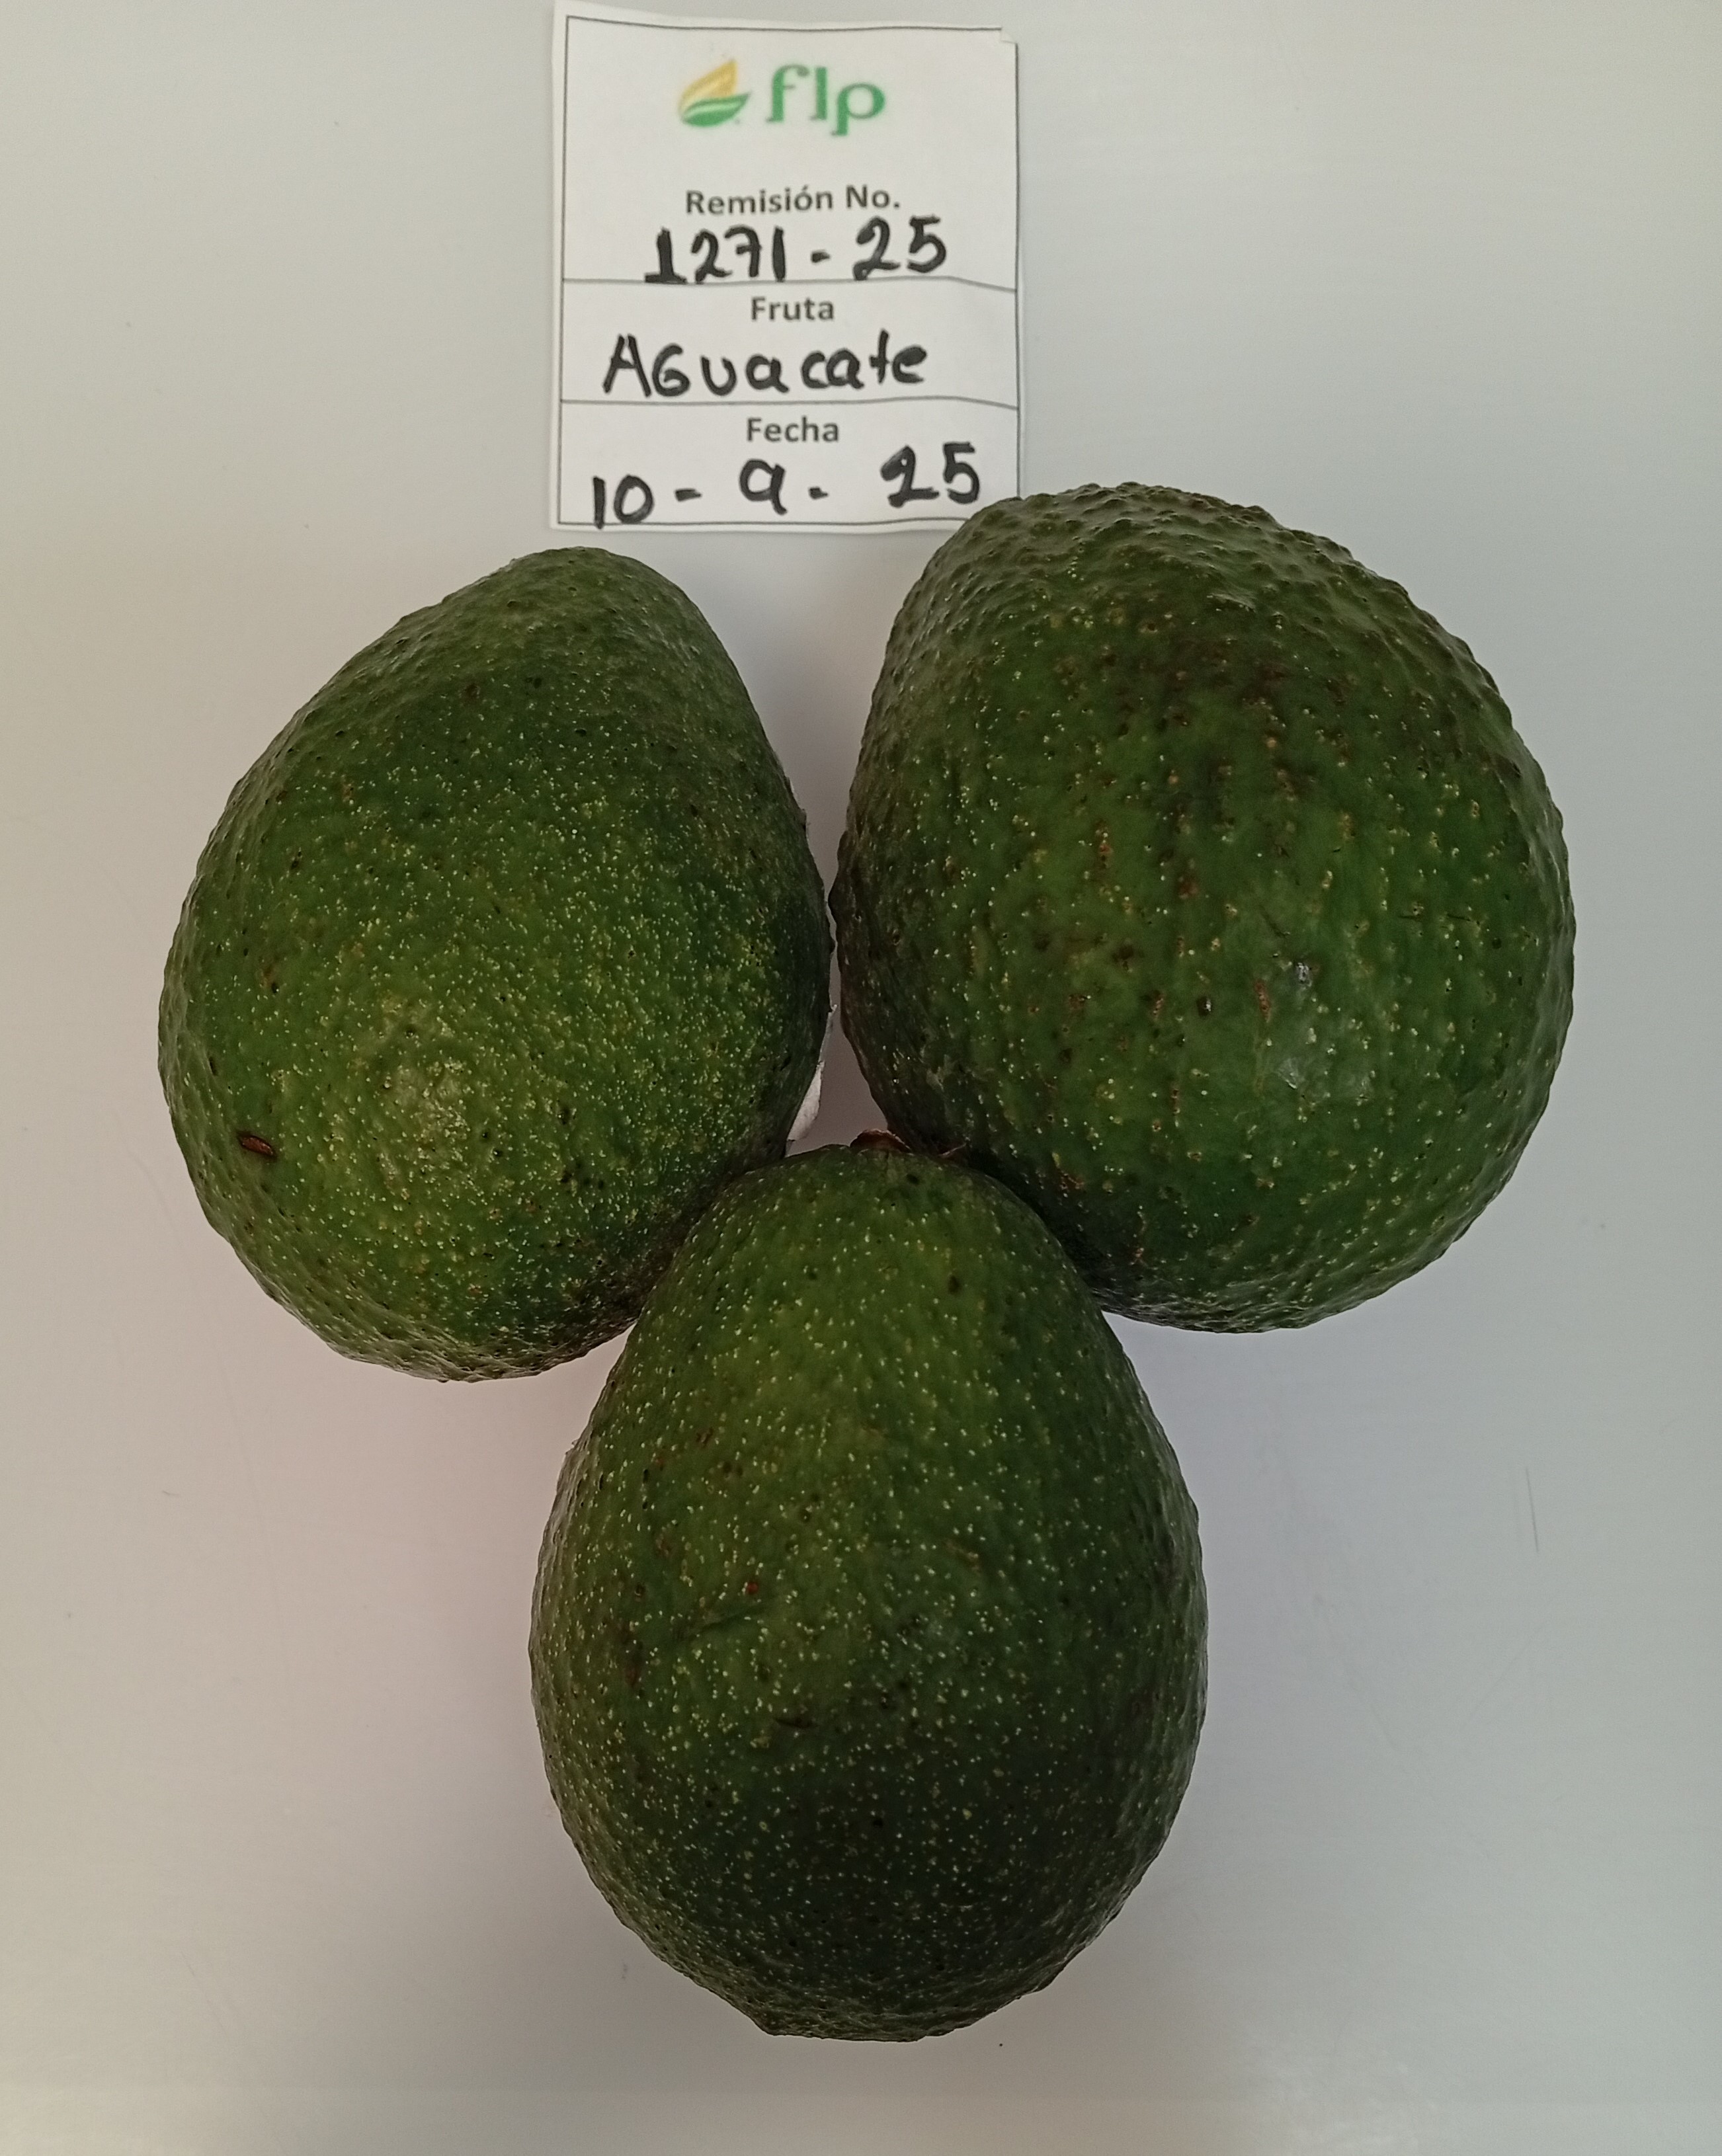 flp
Remisión No.
1271 - 25
Fruta
AGuacate
Fecha
10 - 9 - 25